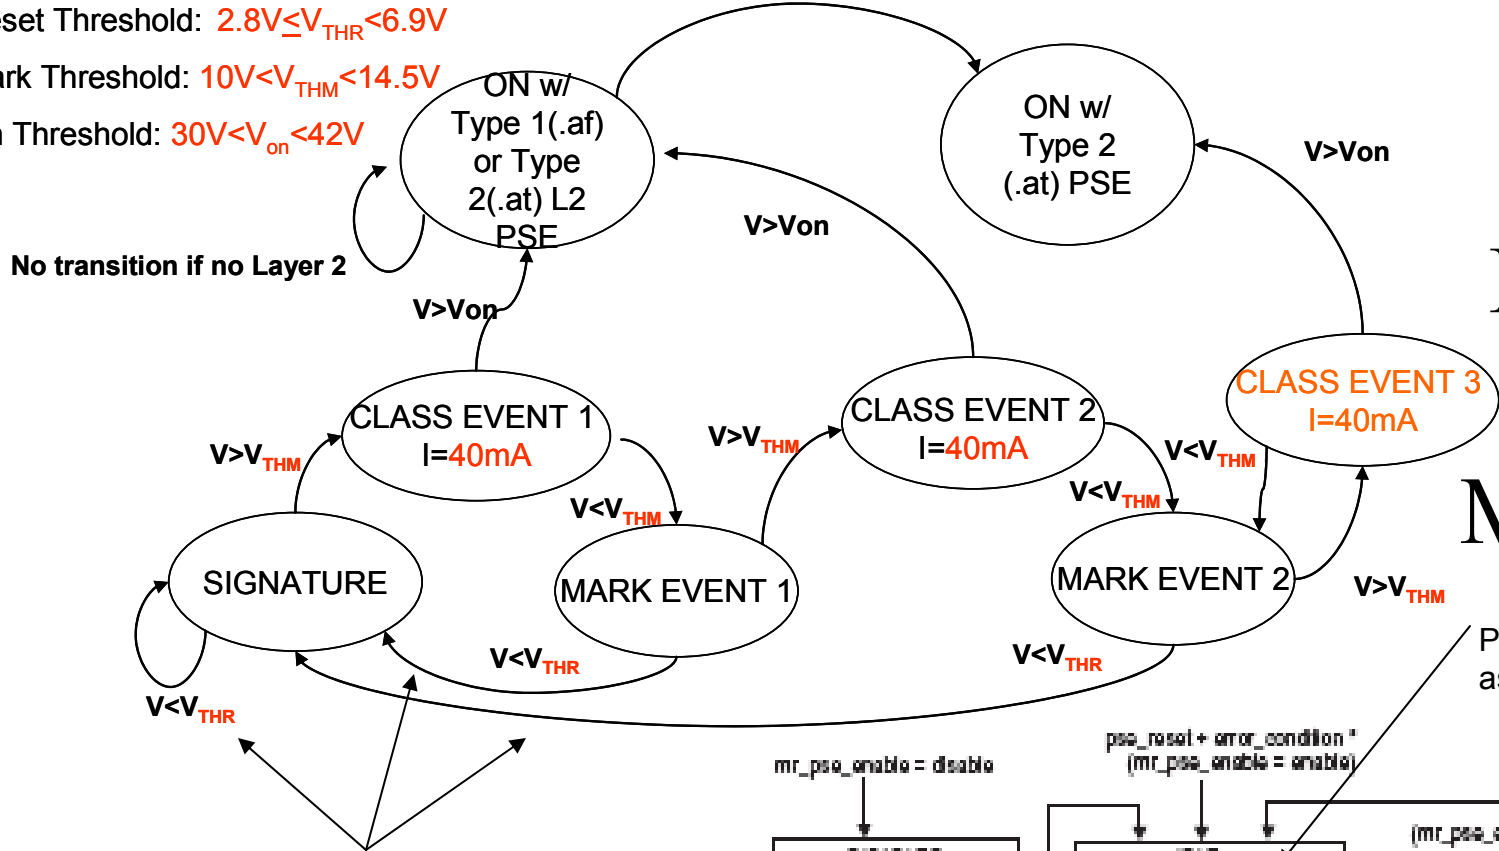 eset Threshold: 2.8V≤VTHR<6.9V
ark Threshold: 10V<VTHM<14.5V
n Threshold: 30V<Von<42V
ON w/
Type 1(.af)
or Type
2(.at) L2
PSE
ON w/
Type 2
(.at) PSE
V>Von
V>Von
No transition if no Layer 2
V>Von
CLASS EVENT 1
I=40mA
CLASS EVENT 2
I=40mA
CLASS EVENT 3
I=40mA
V>VTHM
V>VTHM
V<VTHM
V<VTHM
V<VTHM
SIGNATURE
MARK EVENT 1
MARK EVENT 2
V>VTHM
V<VTHR
V<VTHR
V<VTHR
P
as
pse_reset + error_condition *
(mr_pse_enable = enable)
mr_pse_enable = disable
(mr_pse_e